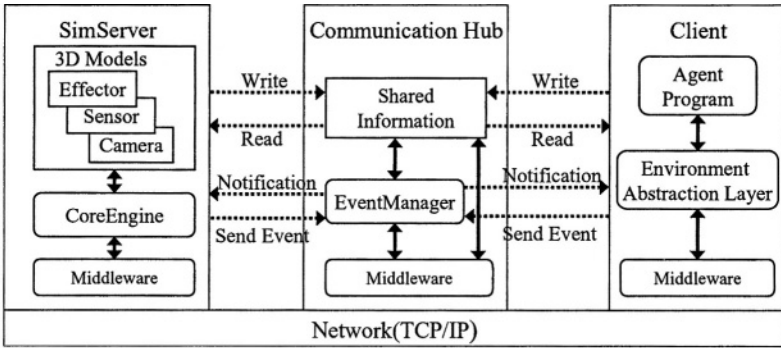 SimServer
3D Models
Effector
Sensor
Camera
CoreEngine
Middleware
Write
Read
Notification
Send Event
Communication Hub
Shared
Information
EventManager
Middleware
Write
Read
Notification
Send Event
Client
Agent
Program
Environment
Abstraction Layer
Middleware
Network(TCP/IP)